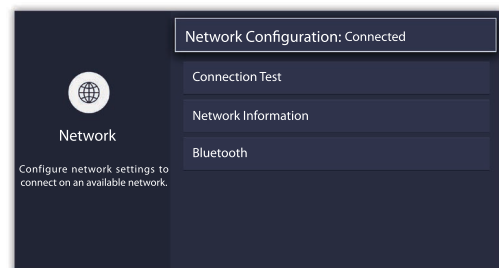 Network Configuration: Connected
Connection Test
Network Information
Bluetooth
Network
Configure network settings to
connect on an available network.